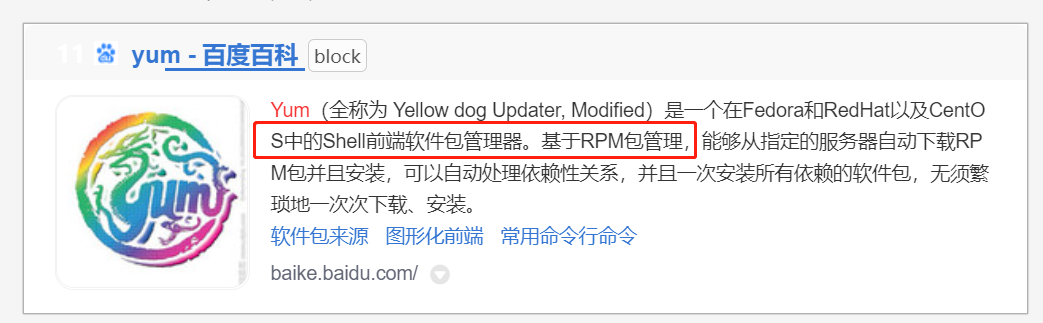 11 yum - 百度百科 block
Yum（全称为 Yellow dog Updater, Modified）是一个在Fedora和RedHat以及CentO
S中的Shell前端软件包管理器。基于RPM包管理，能够从指定的服务器自动下载RP
M包并且安装，可以自动处理依赖性关系，并且一次安装所有依赖的软件包，无须繁
琐地一次次下载、安装。
yum
软件包来源 图形化前端 常用命令行命令
baike.baidu.com/